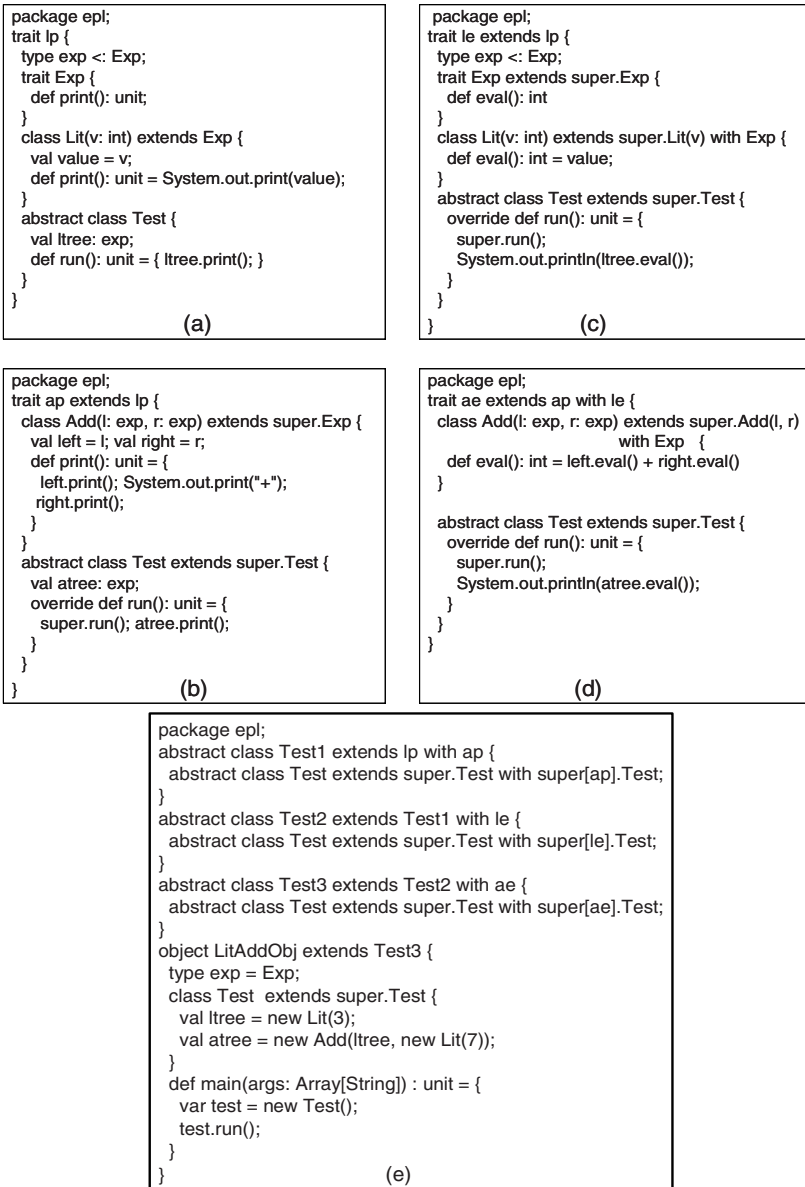 package epl;
trait lp {
type exp <: Exp;
trait Exp {
def print(): unit;
}
class Lit(v: int) extends Exp {
val value = v;
def print(): unit = System.out.print(value);
}
abstract class Test {
val ltree: exp;
def run(): unit = { ltree.print(); }
}
}
(a)
package epl;
trait le extends lp {
type exp <: Exp;
trait Exp extends super.Exp {
def eval(): int
}
class Lit(v: int) extends super.Lit(v) with Exp {
def eval(): int = value;
}
abstract class Test extends super.Test {
override def run(): unit = {
super.run();
System.out.println(ltree.eval());
}
}
}
(c)
package epl;
trait ap extends lp {
class Add(l: exp, r: exp) extends super.Exp {
val left = l; val right = r;
def print(): unit = {
left.print(); System.out.print("+");
right.print();
}
}
abstract class Test extends super.Test {
val atree: exp;
override def run(): unit = {
super.run(); atree.print();
}
}
}
(b)
package epl;
trait ae extends ap with le {
class Add(l: exp, r: exp) extends super.Add(l, r)
with Exp {
def eval(): int = left.eval() + right.eval()
}
abstract class Test extends super.Test {
override def run(): unit = {
super.run();
System.out.println(atree.eval());
}
}
}
(d)
package epl;
abstract class Test1 extends lp with ap {
abstract class Test extends super.Test with super[ap].Test;
}
abstract class Test2 extends Test1 with le {
abstract class Test extends super.Test with super[le].Test;
}
abstract class Test3 extends Test2 with ae {
abstract class Test extends super.Test with super[ae].Test;
}
object LitAddObj extends Test3 {
type exp = Exp;
class Test extends super.Test {
val ltree = new Lit(3);
val atree = new Add(ltree, new Lit(7));
}
def main(args: Array[String]) : unit = {
var test = new Test();
test.run();
}
}
(e)